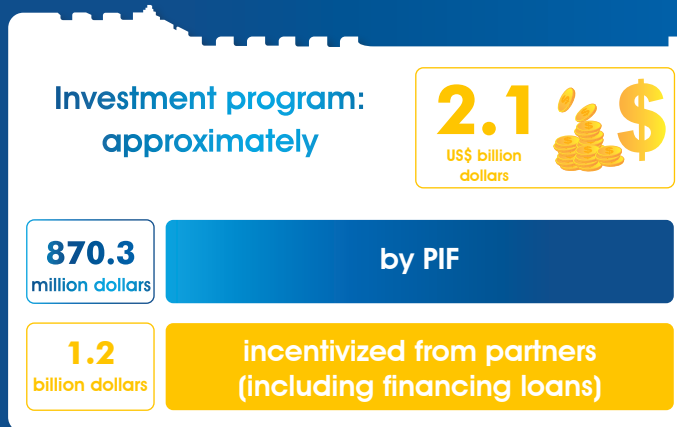 Investment program:
approximately
2.1
US$ billion
dollars
$
870.3
million dollars
by PIF
1.2
billion dollars
incentivized from partners
(including financing loans)